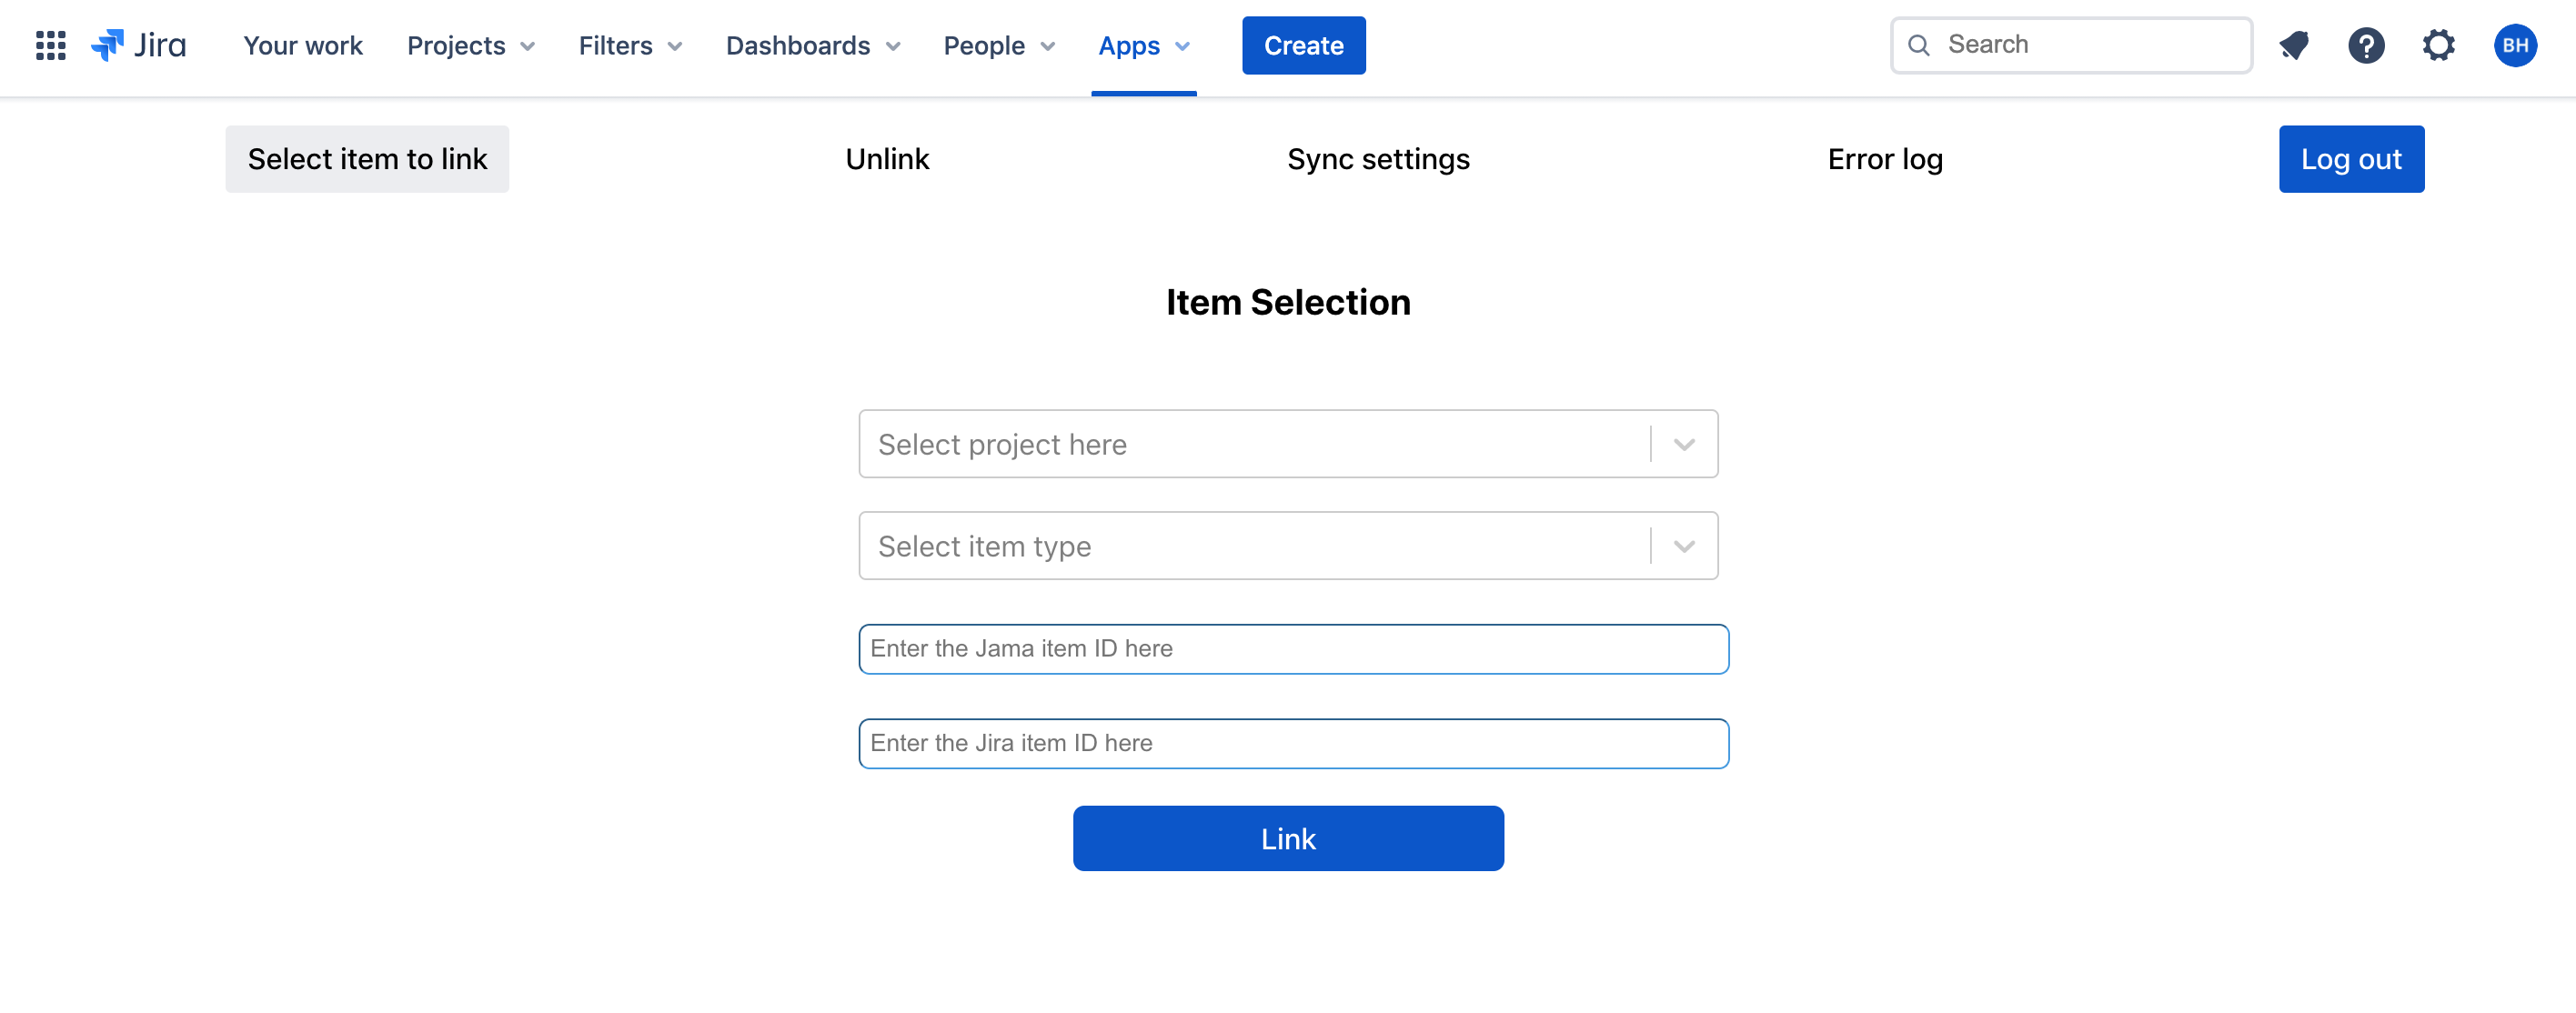 Jira Your work Projects Filters Dashboards People Apps Create Search BH
Select item to link Unlink Sync settings Error log Log out
Item Selection
Select project here
Select item type
Enter the Jama item ID here
Enter the Jira item ID here
Link